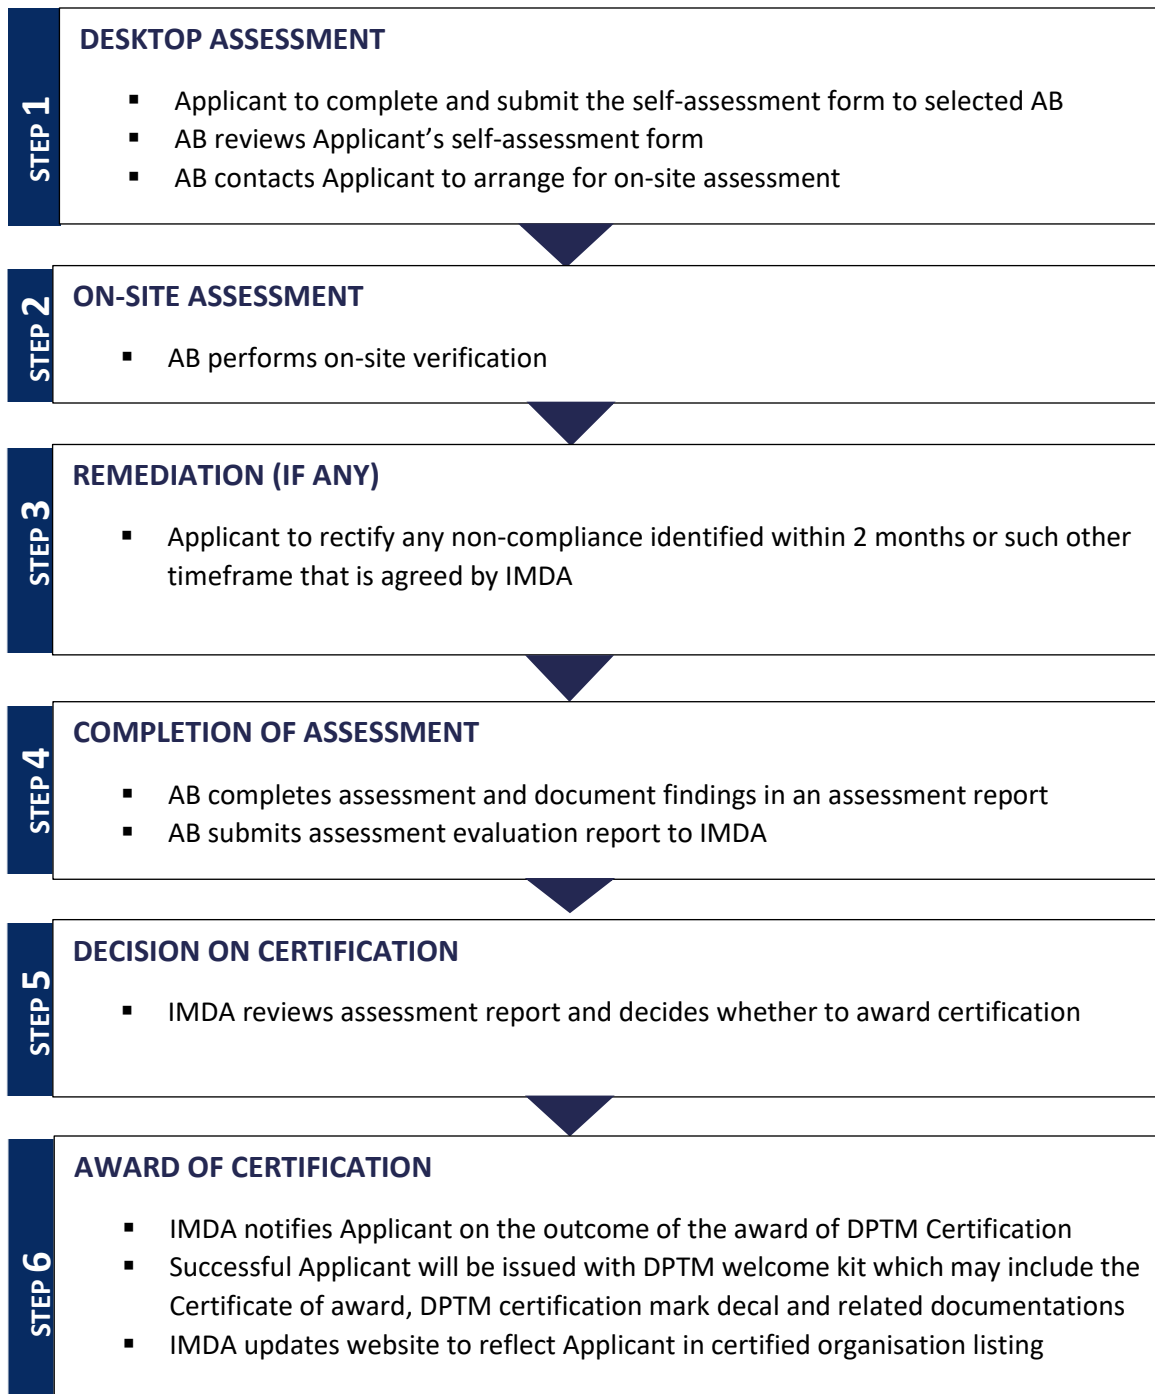 STEP 1
DESKTOP ASSESSMENT
▪ Applicant to complete and submit the self-assessment form to selected AB
▪ AB reviews Applicant’s self-assessment form
▪ AB contacts Applicant to arrange for on-site assessment
STEP 2
ON-SITE ASSESSMENT
▪ AB performs on-site verification
STEP 3
REMEDIATION (IF ANY)
▪ Applicant to rectify any non-compliance identified within 2 months or such other
timeframe that is agreed by IMDA
STEP 4
COMPLETION OF ASSESSMENT
▪ AB completes assessment and document findings in an assessment report
▪ AB submits assessment evaluation report to IMDA
STEP 5
DECISION ON CERTIFICATION
▪ IMDA reviews assessment report and decides whether to award certification
STEP 6
AWARD OF CERTIFICATION
▪ IMDA notifies Applicant on the outcome of the award of DPTM Certification
▪ Successful Applicant will be issued with DPTM welcome kit which may include the
Certificate of award, DPTM certification mark decal and related documentations
▪ IMDA updates website to reflect Applicant in certified organisation listing